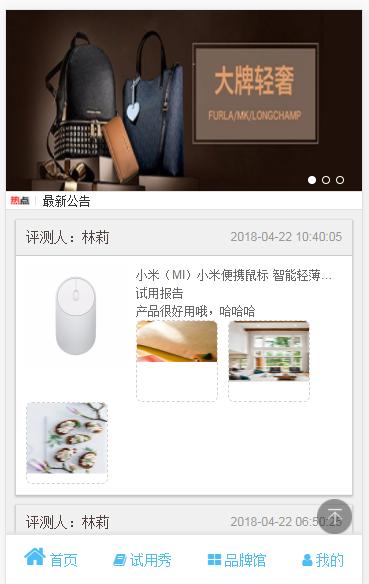 大牌轻奢
FURLA/MK/LONGCHAMP
热点 最新公告
评测人：林莉 2018-04-22 10:40:05
小米（MI）小米便携鼠标 智能轻薄...
试用报告
产品很好用哦，哈哈哈
评测人：林莉 2018-04-22 06:50:25
首页 试用秀 品牌馆 我的